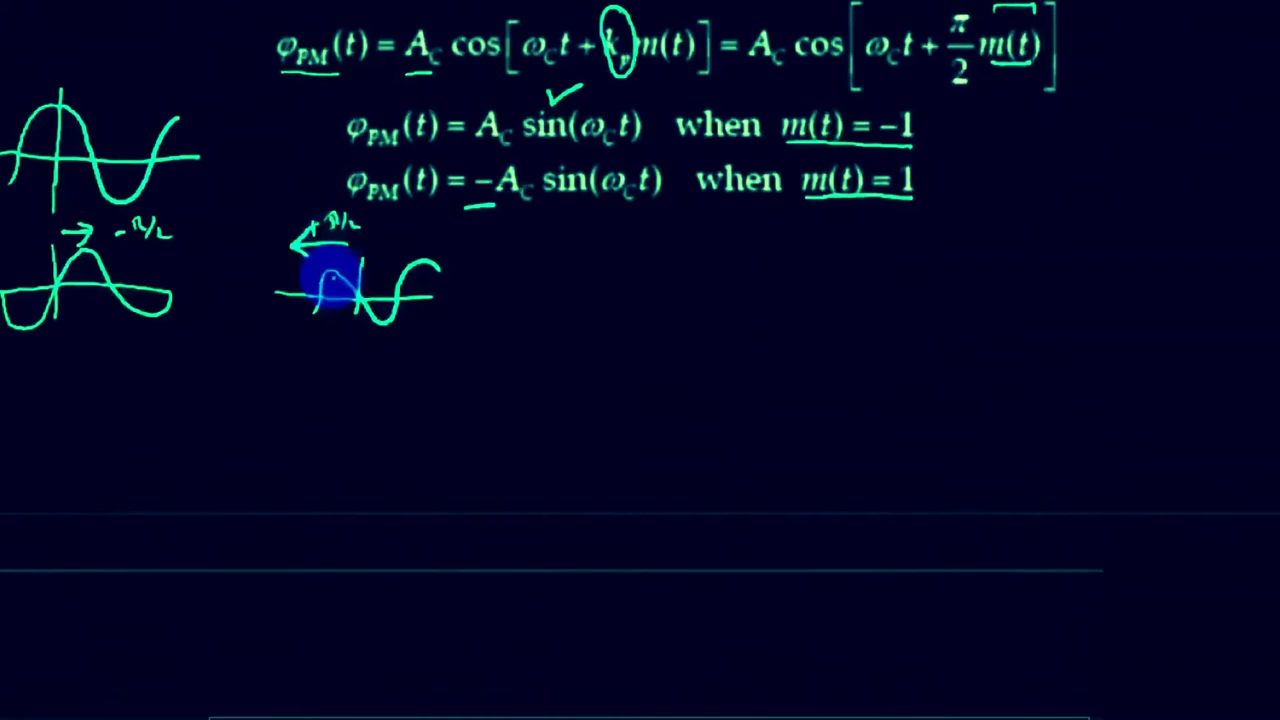 φ_PM(t) = A_C cos[ω_C t + k_p m(t)] = A_C cos[ω_C t + π/2 m(t)]
φ_PM(t) = A_C sin(ω_C t) when m(t) = −1
φ_PM(t) = −A_C sin(ω_C t) when m(t) = 1
−π/2
+π/2